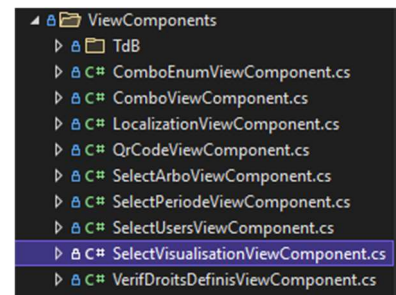 ViewComponents
TdB
C# ComboEnumViewComponent.cs
C# ComboViewComponent.cs
C# LocalizationViewComponent.cs
C# QrCodeViewComponent.cs
C# SelectArboViewComponent.cs
C# SelectPeriodeViewComponent.cs
C# SelectUsersViewComponent.cs
C# SelectVisualisationViewComponent.cs
C# VerifDroitsDefinisViewComponent.cs